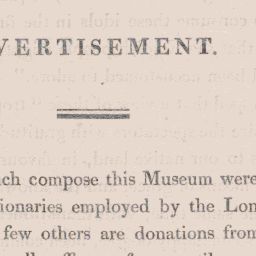 VERTISEMENT.
ch compose this Museum were
ionaries employed by the Lon
few others are donations from